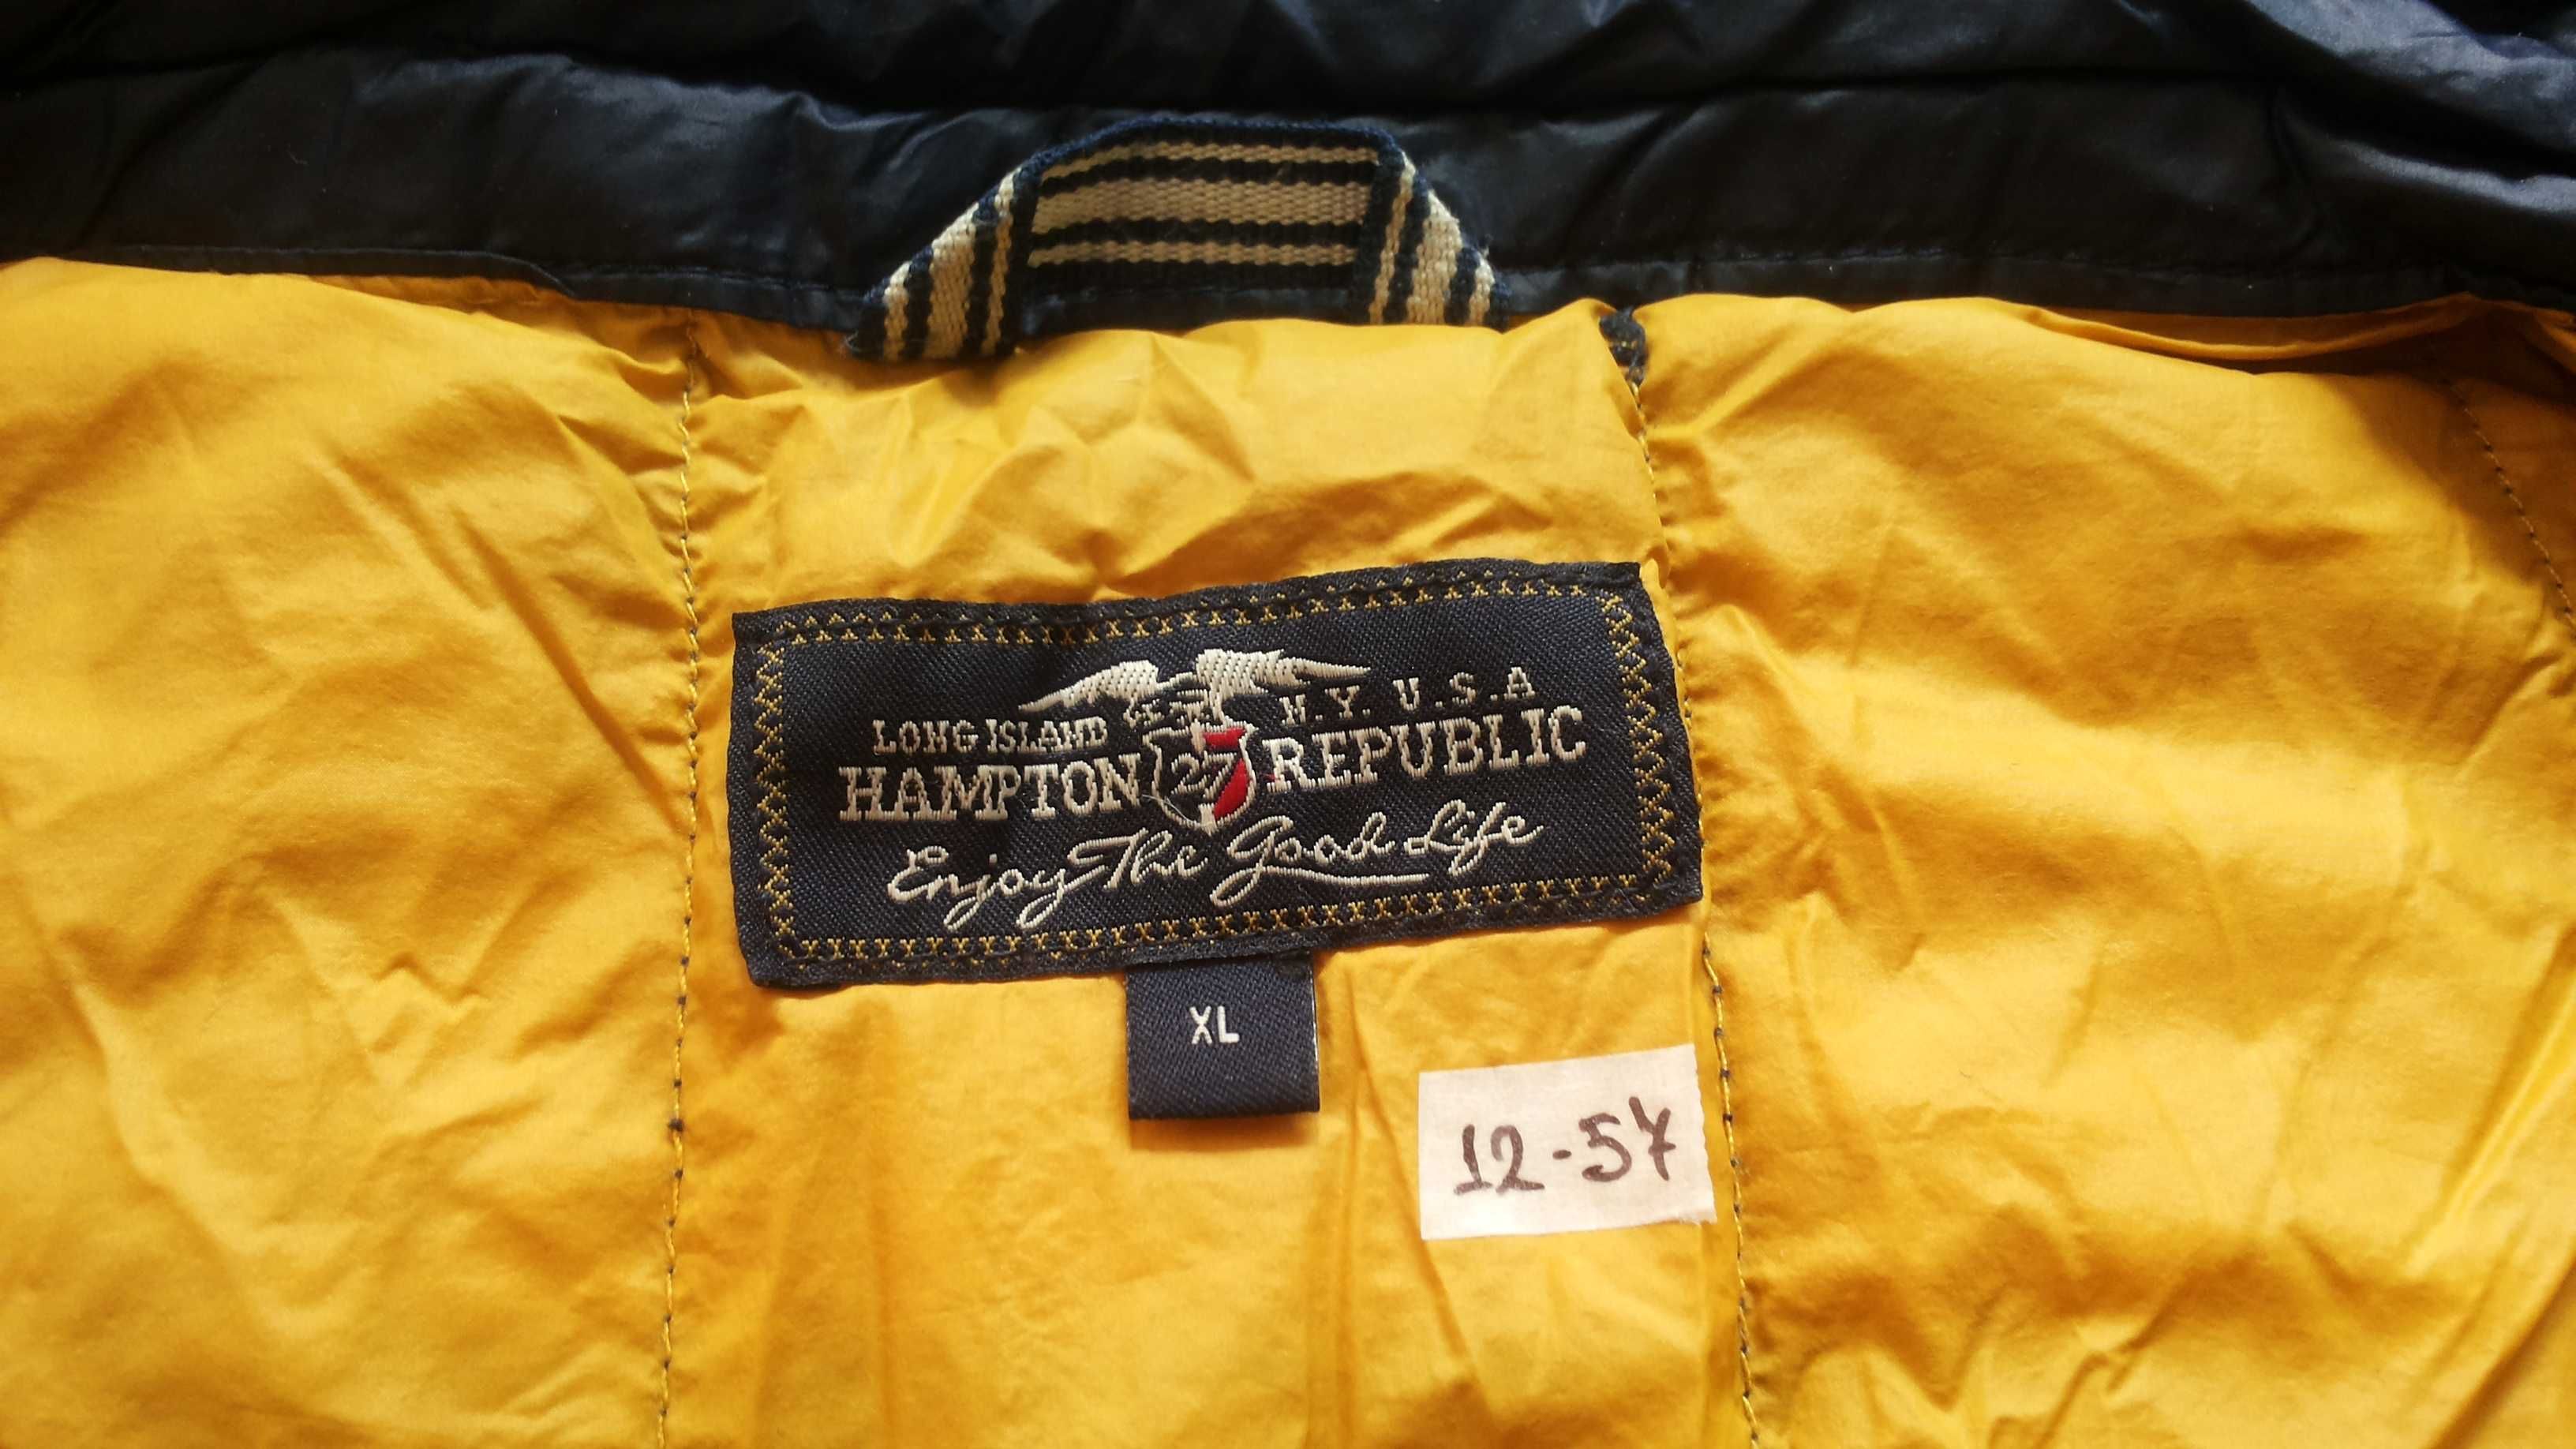 LONG ISLAND N.Y. U.S.A
HAMPTON 27 REPUBLIC
Enjoy The Good Life
XL
12-57